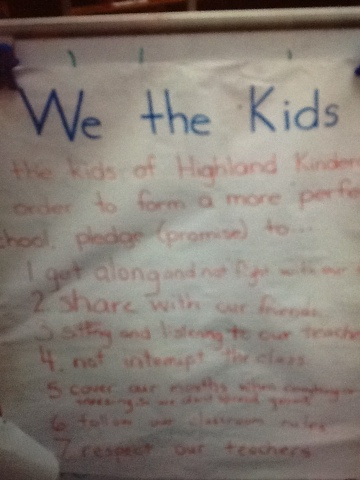 We the Kids
the kids of Highland Kinder
order to form a more perfe
chool, pledge (promise) to...
1 get along and not fight with our
2. share with our friends
3 sitting and listening to our teache
4. not interrupt the class
5 cover our mouths when coughing or
sneezing so we don't spread germs
6 follow our classroom rules
7. respect our teachers